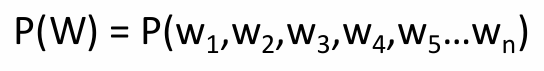 P(W) = P(w₁,w₂,w₃,w₄,w₅...wₙ)